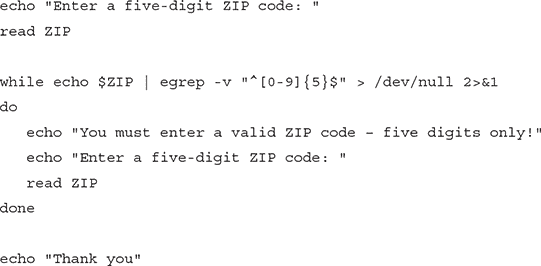 echo "Enter a five-digit ZIP code: "
read ZIP
while echo $ZIP | egrep -v "^[0-9]{5}$" > /dev/null 2>&1
do
echo "You must enter a valid ZIP code – five digits only!"
echo "Enter a five-digit ZIP code: "
read ZIP
done
echo "Thank you"